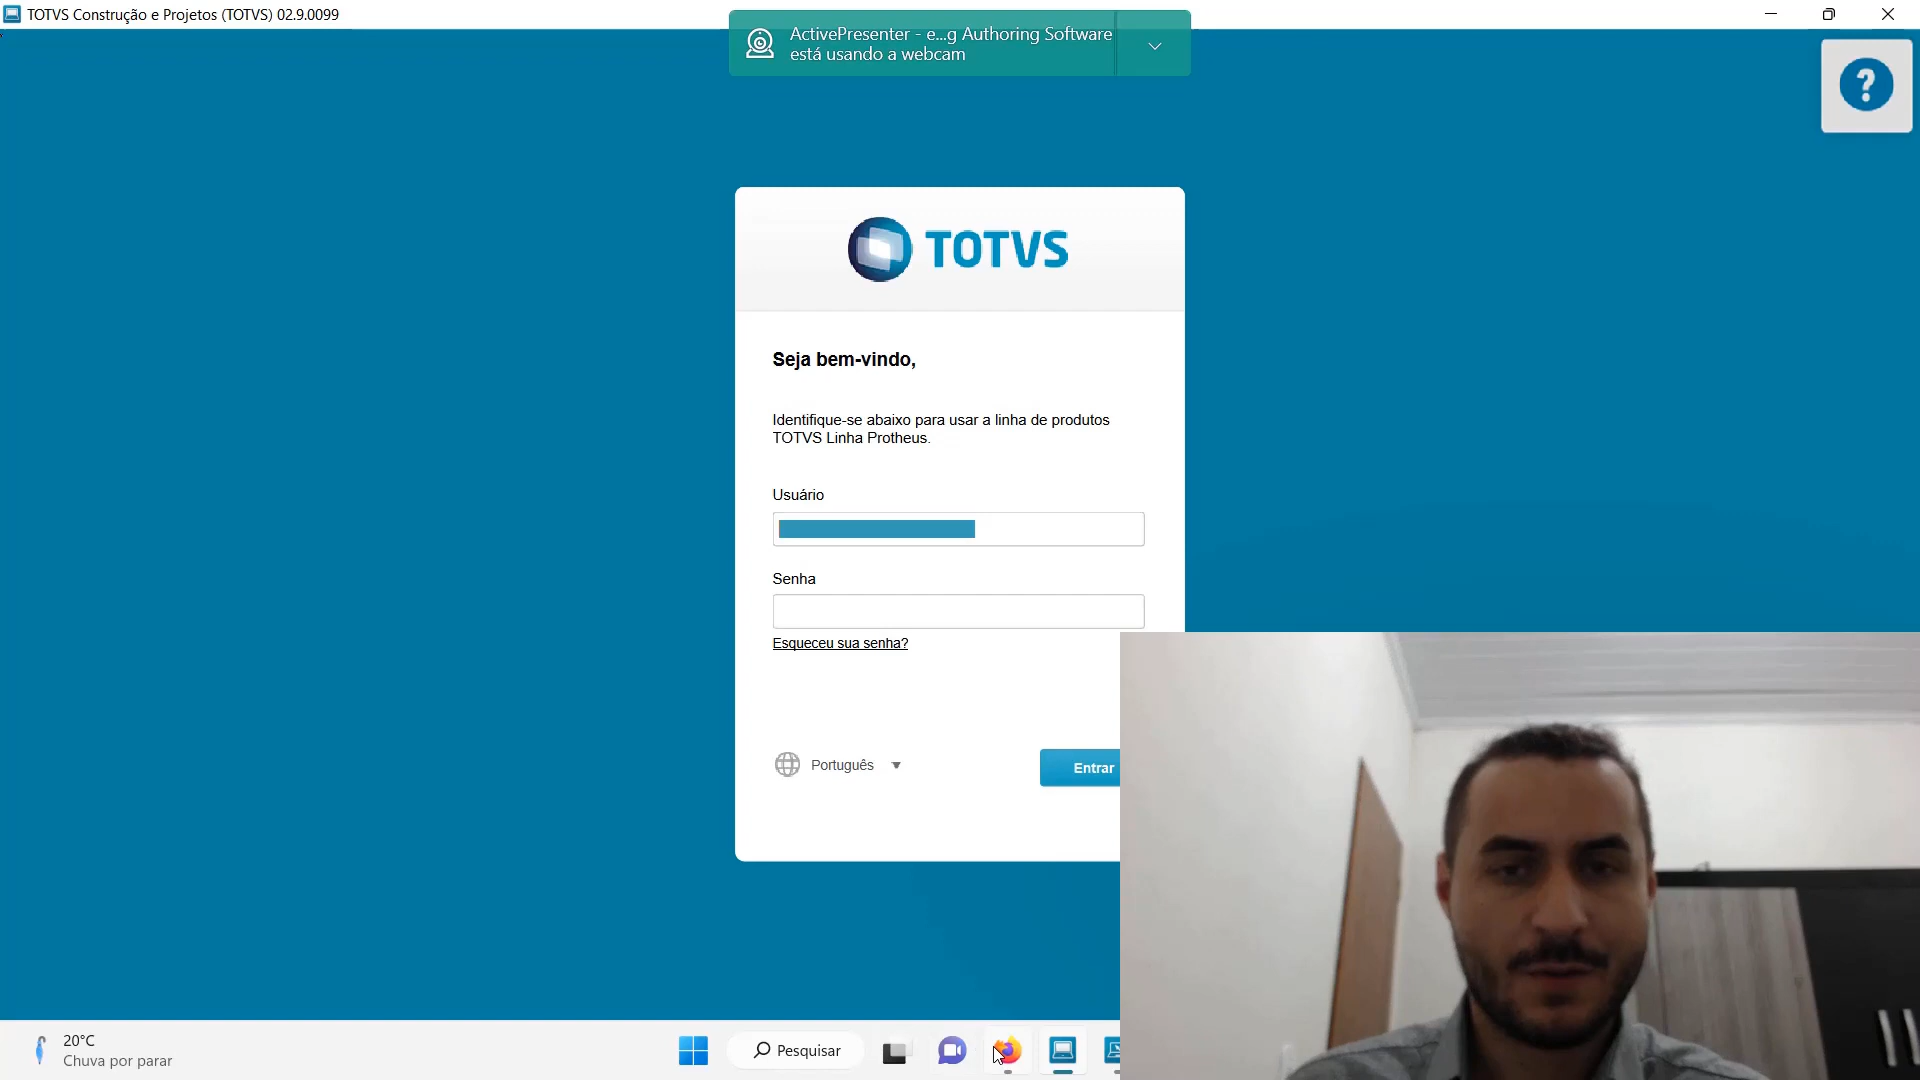 TOTVS Construção e Projetos (TOTVS) 02.9.0099
ActivePresenter - e...g Authoring Software
está usando a webcam
?
TOTVS
Seja bem-vindo,
Identifique-se abaixo para usar a linha de produtos
TOTVS Linha Protheus.
Usuário
Senha
Esqueceu sua senha?
Português
Entrar
20°C
Chuva por parar
Pesquisar